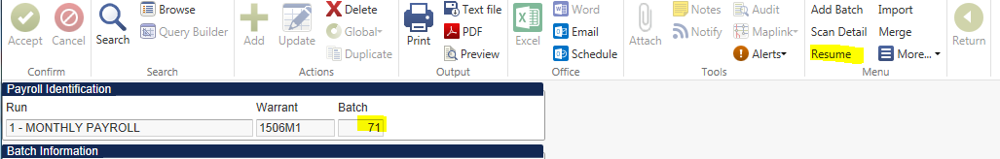 Accept Cancel
Confirm
Search Browse Query Builder
Search
Add Update Delete Global Duplicate
Actions
Print Text file PDF Preview
Output
Excel Word Email Schedule
Office
Attach Notes Notify Audit Maplink Alerts
Tools
Add Batch Import
Scan Detail Merge
Resume More...
Menu
Return
Payroll Identification
Run Warrant Batch
1 - MONTHLY PAYROLL 1506M1 71
Batch Information